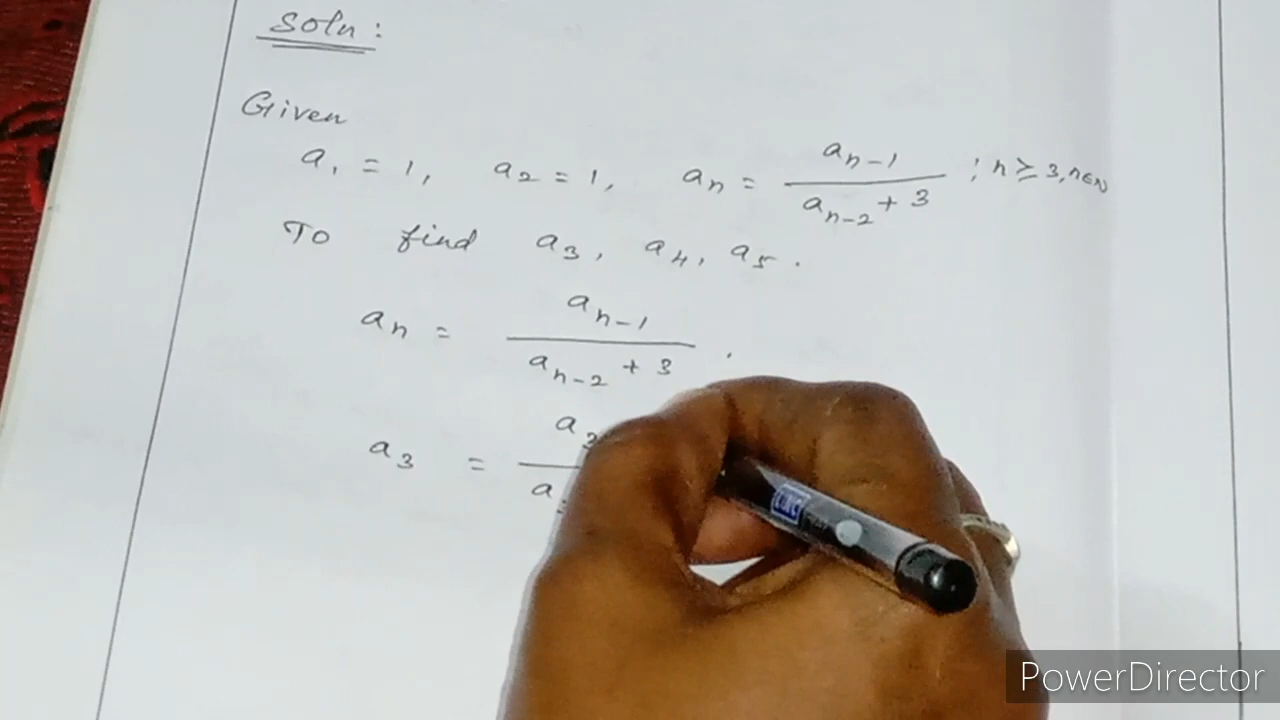 Soln :
Given
a₁ = 1, a₂ = 1, aₙ = aₙ₋₁ / aₙ₋₂ + 3 ; n ≥ 3, n∈N
To find a₃, a₄, a₅.
aₙ = aₙ₋₁ / aₙ₋₂ + 3 .
a₃ = a₃ / a
PowerDirector